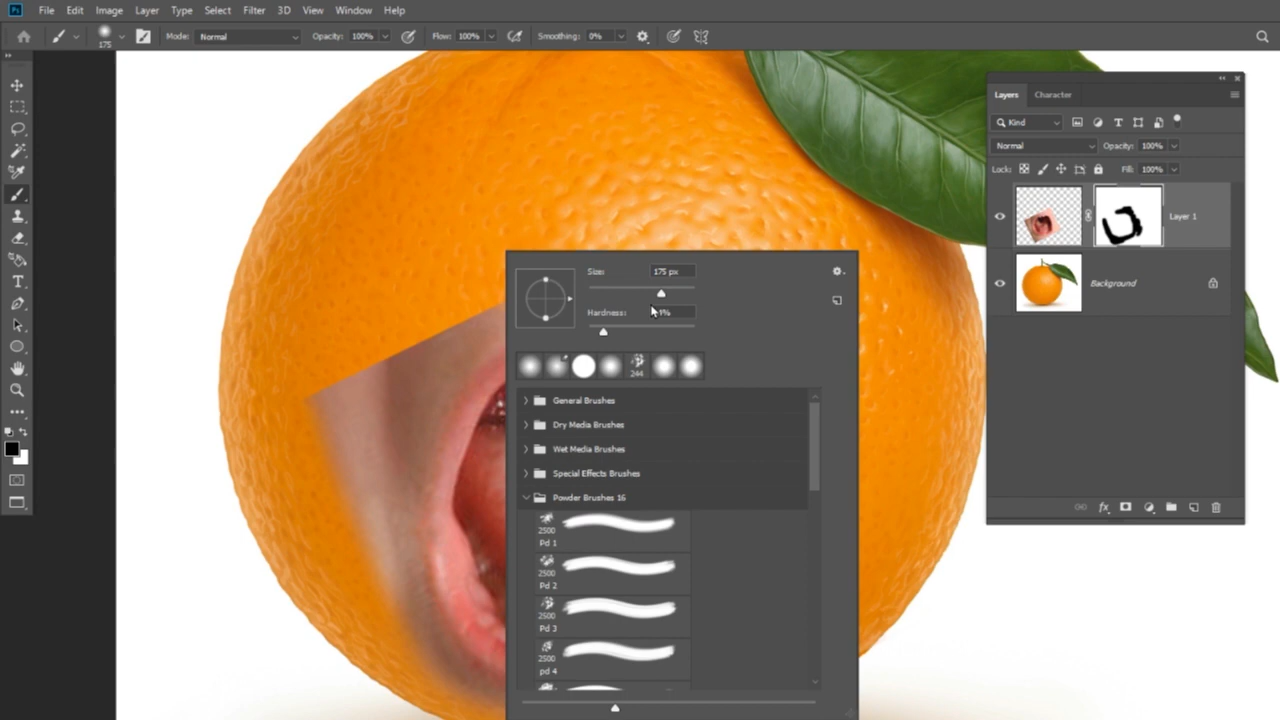 Ps File Edit Image Layer Type Select Filter 3D View Window Help
175 Mode: Normal Opacity: 100% Flow: 100% Smoothing: 0%
Layers Character
Kind
Normal Opacity: 100%
Lock: Fill: 100%
Layer 1
Background
Size: 175 px
Hardness:
244
General Brushes
Dry Media Brushes
Wet Media Brushes
Special Effects Brushes
Powder Brushes 16
2500
Pd 1
2500
Pd 2
2500
Pd 3
2500
pd 4